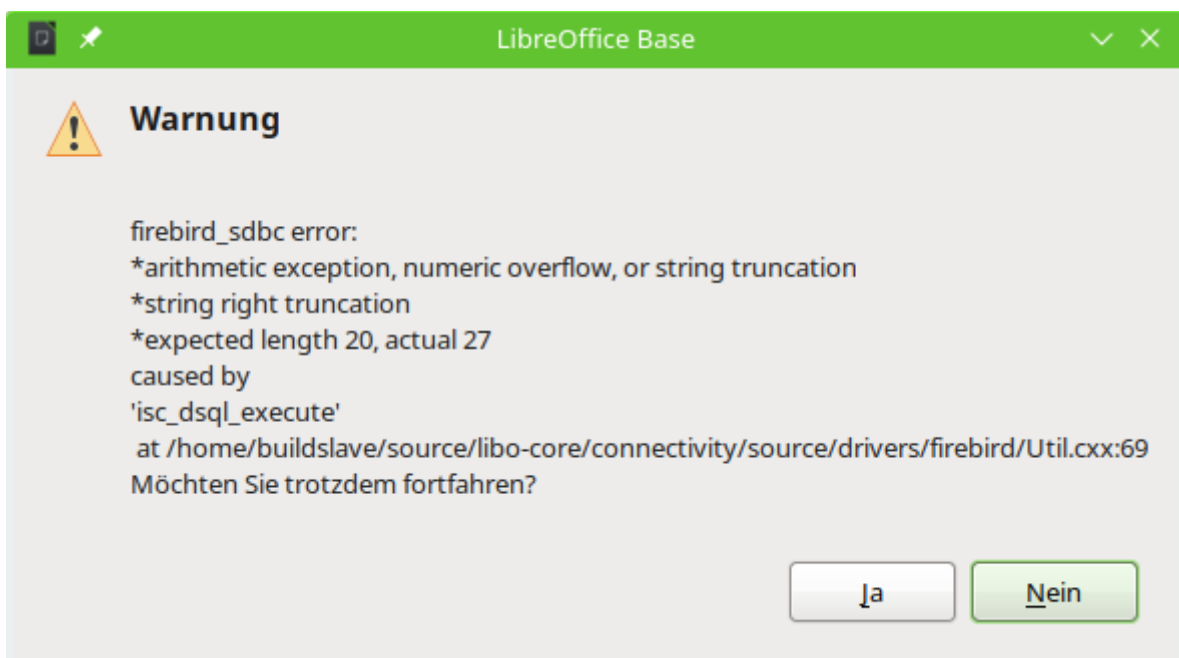 LibreOffice Base
Warnung
firebird_sdbc error:
*arithmetic exception, numeric overflow, or string truncation
*string right truncation
*expected length 20, actual 27
caused by
'isc_dsql_execute'
at /home/buildslave/source/libo-core/connectivity/source/drivers/firebird/Util.cxx:69
Möchten Sie trotzdem fortfahren?
Ja
Nein